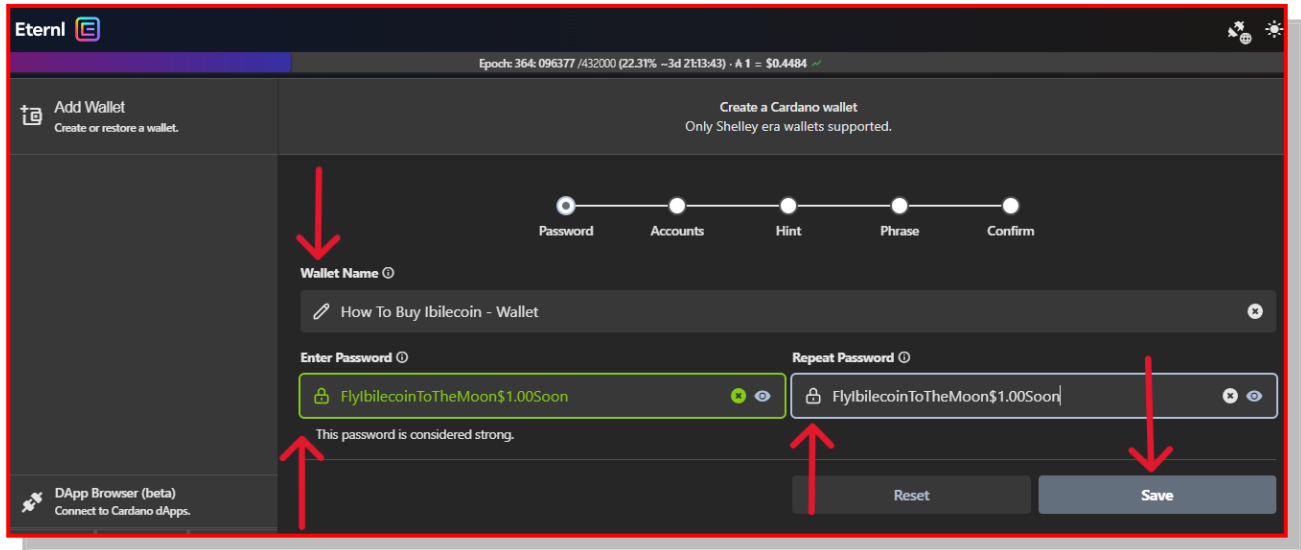 Eternl
Epoch: 364: 096377 /432000 (22.31% ~3d 21:13:43) · ₳ 1 = $0.4484
Add Wallet
Create or restore a wallet.
Create a Cardano wallet
Only Shelley era wallets supported.
Password Accounts Hint Phrase Confirm
Wallet Name
How To Buy Ibilecoin - Wallet
Enter Password Repeat Password
FlyIbilecoinToTheMoon$1.00Soon FlyIbilecoinToTheMoon$1.00Soon
This password is considered strong.
DApp Browser (beta)
Connect to Cardano dApps.
Reset Save